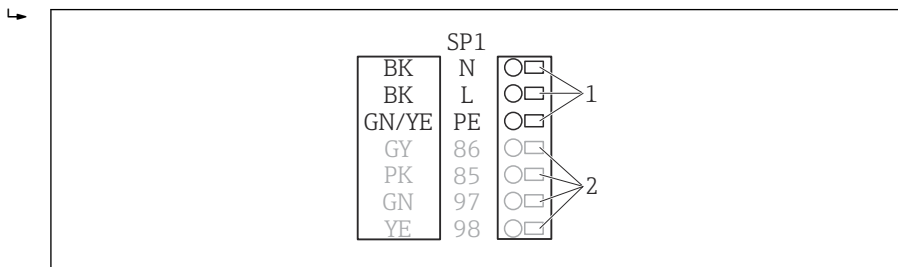 SP1
BK N
BK L
GN/YE PE
1
GY 86
PK 85
GN 97
YE 98
2